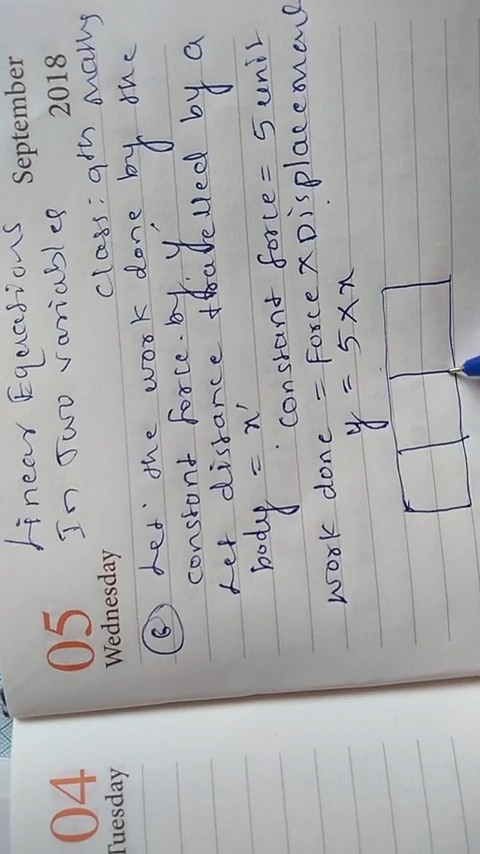 Linear Equations
In Two Variables
class: 9th maths
September
2018
05
Wednesday
(6) Let the work done by the
constant force by 'y'
Let distance travelled by a
body = x'
constant force = 5 unit
work done = Force X Displacement
y = 5 X x
04
Tuesday